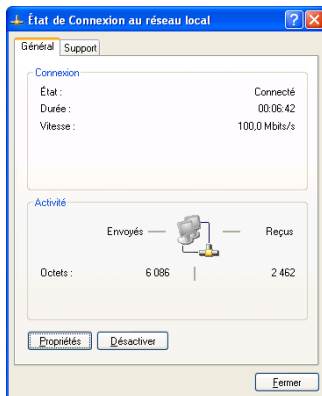 État de Connexion au réseau local
Général Support
Connexion
État : Connecté
Durée : 00:06:42
Vitesse : 100,0 Mbits/s
Activité
Envoyés Reçus
Octets : 6 086 2 462
Propriétés Désactiver
Fermer